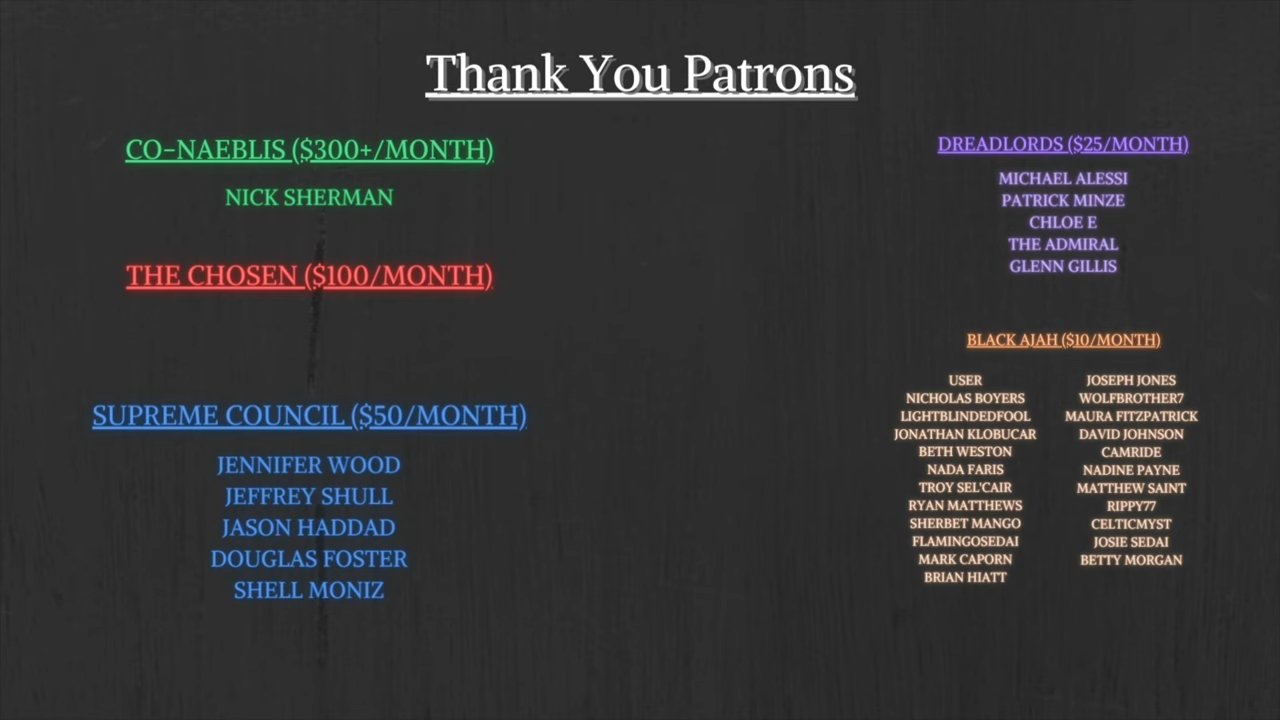 Thank You Patrons
CO-NAEBLIS ($300+/MONTH)
NICK SHERMAN
THE CHOSEN ($100/MONTH)
SUPREME COUNCIL ($50/MONTH)
JENNIFER WOOD
JEFFREY SHULL
JASON HADDAD
DOUGLAS FOSTER
SHELL MONIZ
DREADLORDS ($25/MONTH)
MICHAEL ALESSI
PATRICK MINZE
CHLOE E
THE ADMIRAL
GLENN GILLIS
BLACK AJAH ($10/MONTH)
USER
NICHOLAS BOYERS
LIGHTBLINDEDFOOL
JONATHAN KLOBUCAR
BETH WESTON
NADA FARIS
TROY SEL'CAIR
RYAN MATTHEWS
SHERBET MANGO
FLAMINGOSEDAI
MARK CAPORN
BRIAN HIATT
JOSEPH JONES
WOLFBROTHER7
MAURA FITZPATRICK
DAVID JOHNSON
CAMRIDE
NADINE PAYNE
MATTHEW SAINT
RIPPY77
CELTICMYST
JOSIE SEDAI
BETTY MORGAN